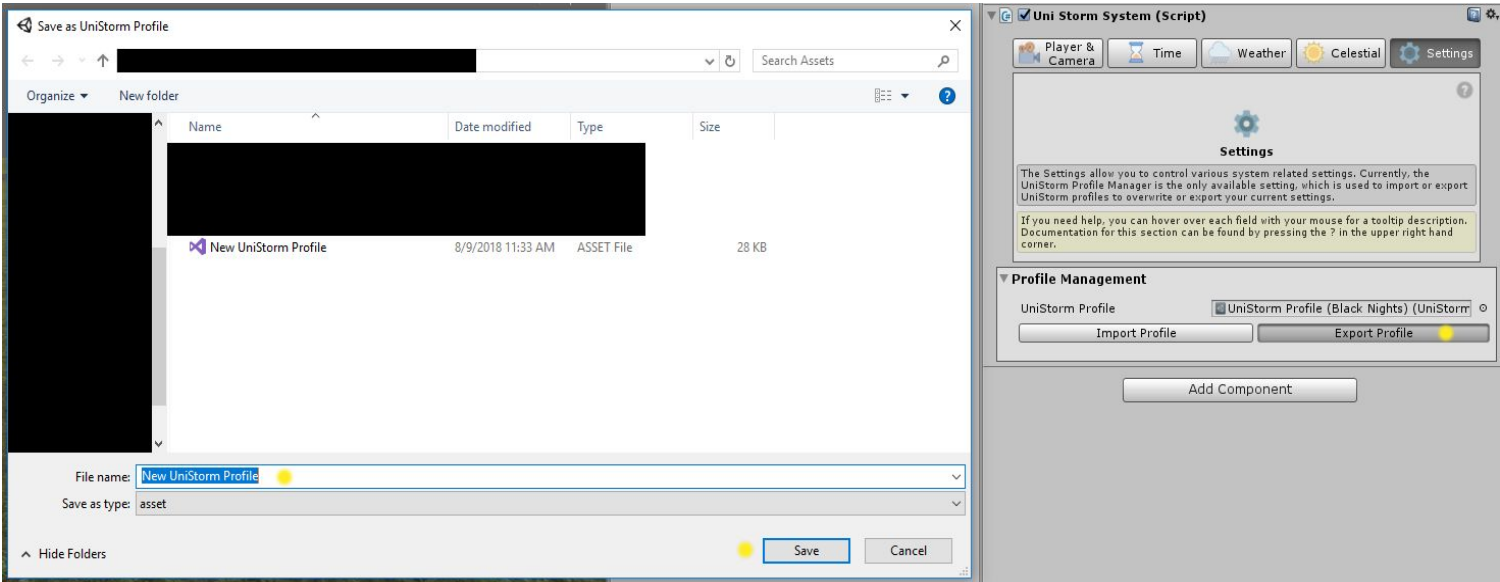 Save as UniStorm Profile
Search Assets
Organize
New folder
Name
Date modified
Type
Size
New UniStorm Profile
8/9/2018 11:33 AM
ASSET File
28 KB
File name: New UniStorm Profile
Save as type: asset
Hide Folders
Save
Cancel
Uni Storm System (Script)
Player &
Camera
Time
Weather
Celestial
Settings
Settings
The Settings allow you to control various system related settings. Currently, the
UniStorm Profile Manager is the only available setting, which is used to import or export
UniStorm profiles to overwrite or export your current settings.
If you need help, you can hover over each field with your mouse for a tooltip description.
Documentation for this section can be found by pressing the ? in the upper right hand
corner.
Profile Management
UniStorm Profile
UniStorm Profile (Black Nights) (UniStorm
Import Profile
Export Profile
Add Component